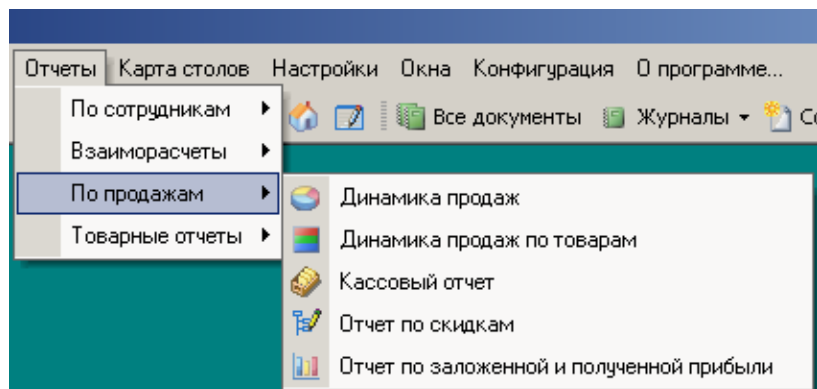 Отчеты Карта столов Настройки Окна Конфигурация О программе...
По сотрудникам Все документы Журналы
Взаиморасчеты
По продажам Динамика продаж
Товарные отчеты Динамика продаж по товарам
Кассовый отчет
Отчет по скидкам
Отчет по заложенной и полученной прибыли